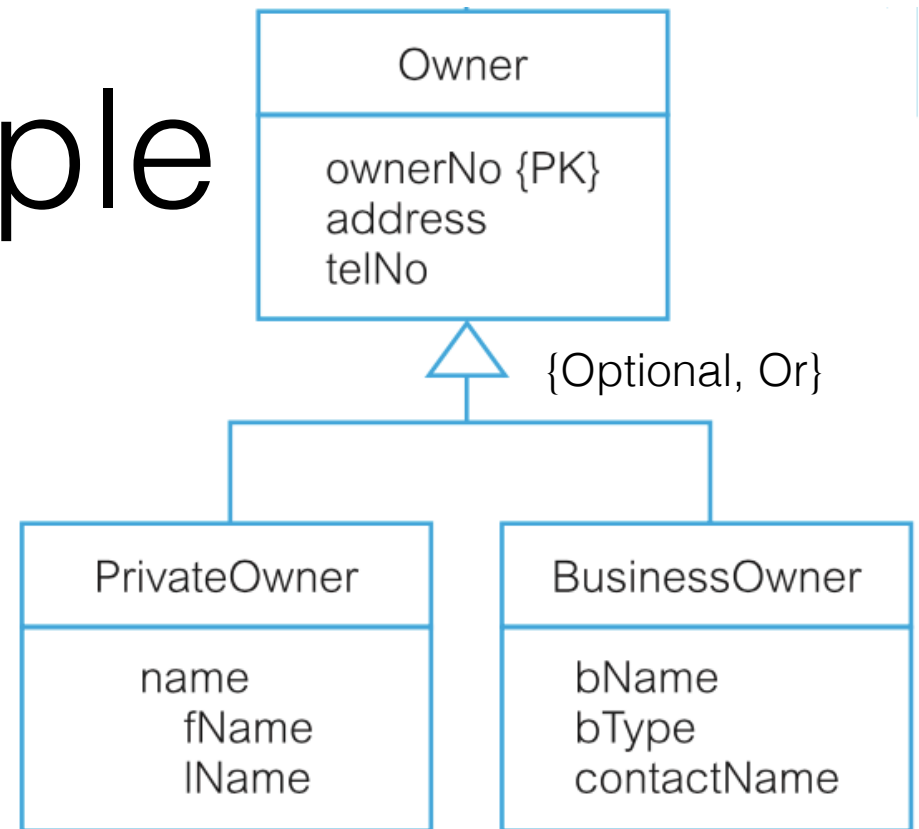 ple
Owner
ownerNo {PK}
address
telNo
{Optional, Or}
PrivateOwner
name
fName
lName
BusinessOwner
bName
bType
contactName